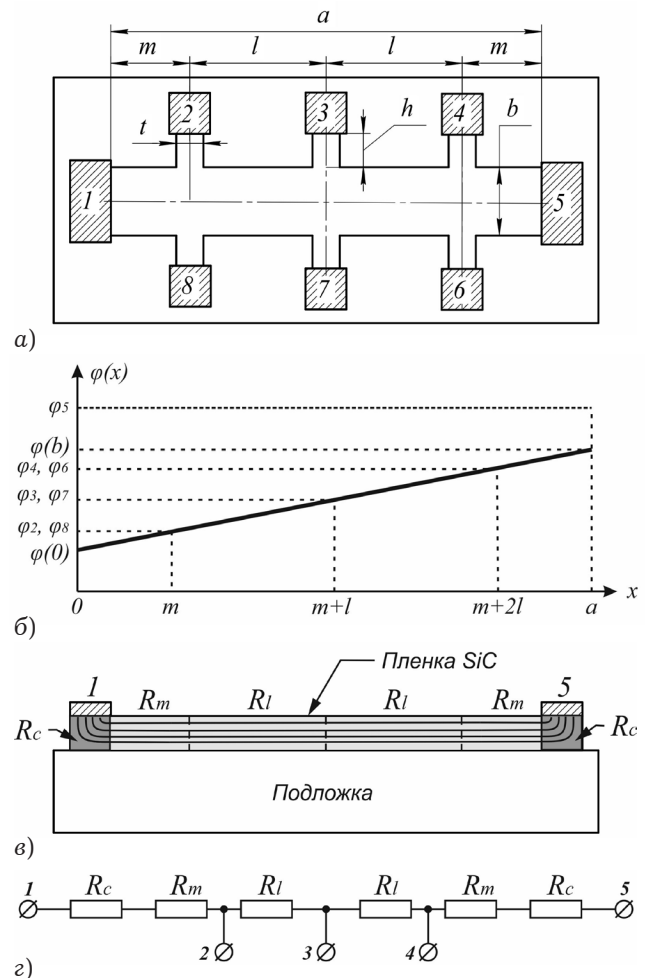 a
m l l m
2 3 4
t h b
1 5
8 7 6
а)
φ(x)
φ5
φ(b)
φ4, φ6
φ3, φ7
φ2, φ8
φ(0)
0 m m+l m+2l a x
б)
Пленка SiC
1 Rm Rl Rl Rm 5
Rc Rc
Подложка
в)
1 Rc Rm Rl Rl Rm Rc 5
2 3 4
г)